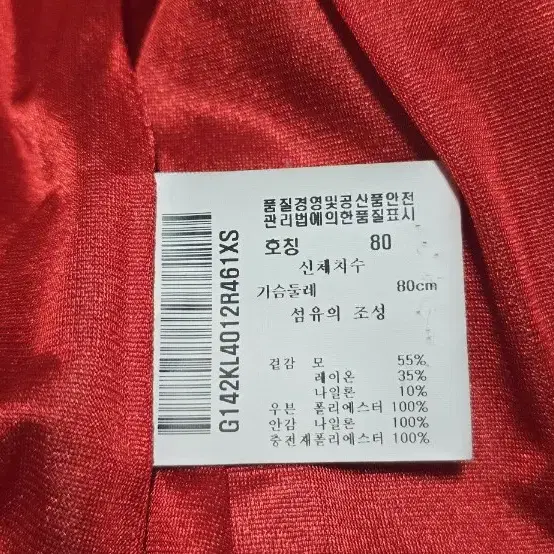 품질경영및공산품안전
관리법에의한품질표시
호칭 80
신체치수
가슴둘레 80cm
섬유의 조성
겉감 모 55%
레이온 35%
나일론 10%
우븐 폴리에스터 100%
안감 나일론 100%
충전재폴리에스터 100%
G142KL4012R461XS